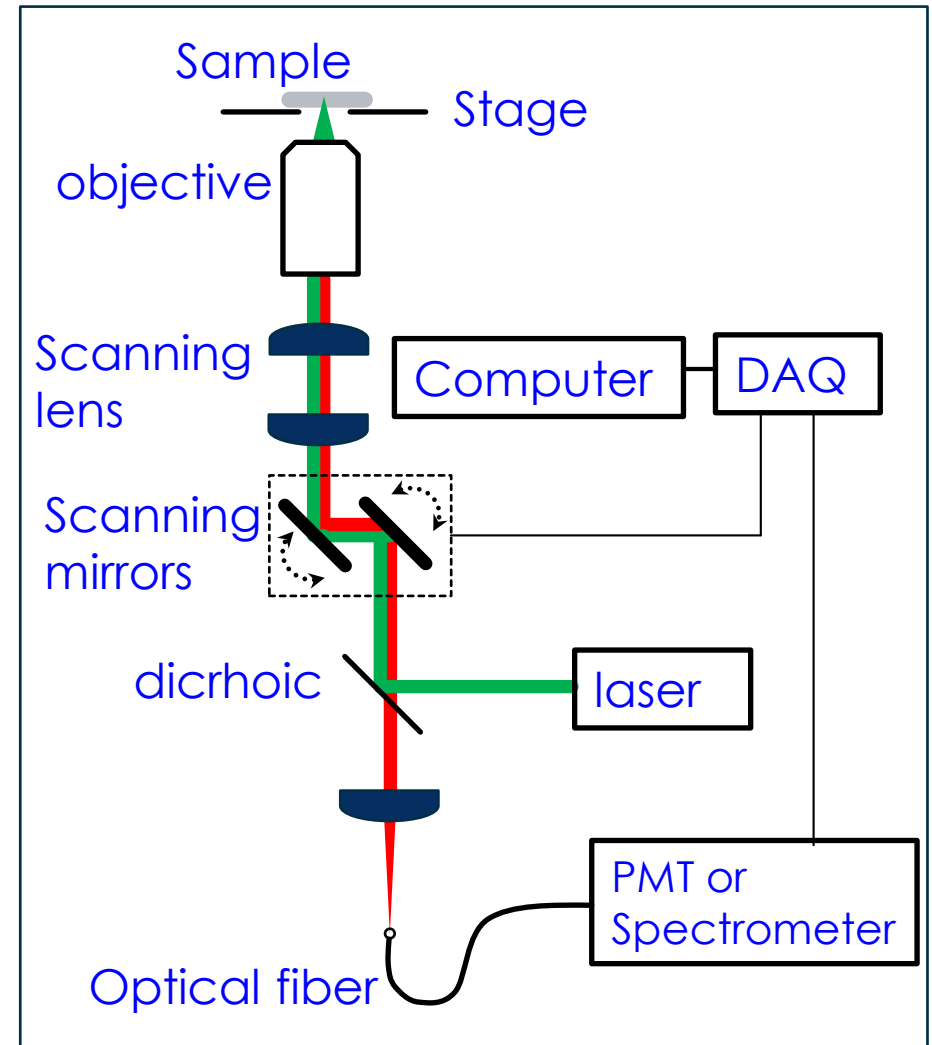 Sample
Stage
objective
Scanning
lens
Computer
DAQ
Scanning
mirrors
dicrhoic
laser
PMT or
Spectrometer
Optical fiber